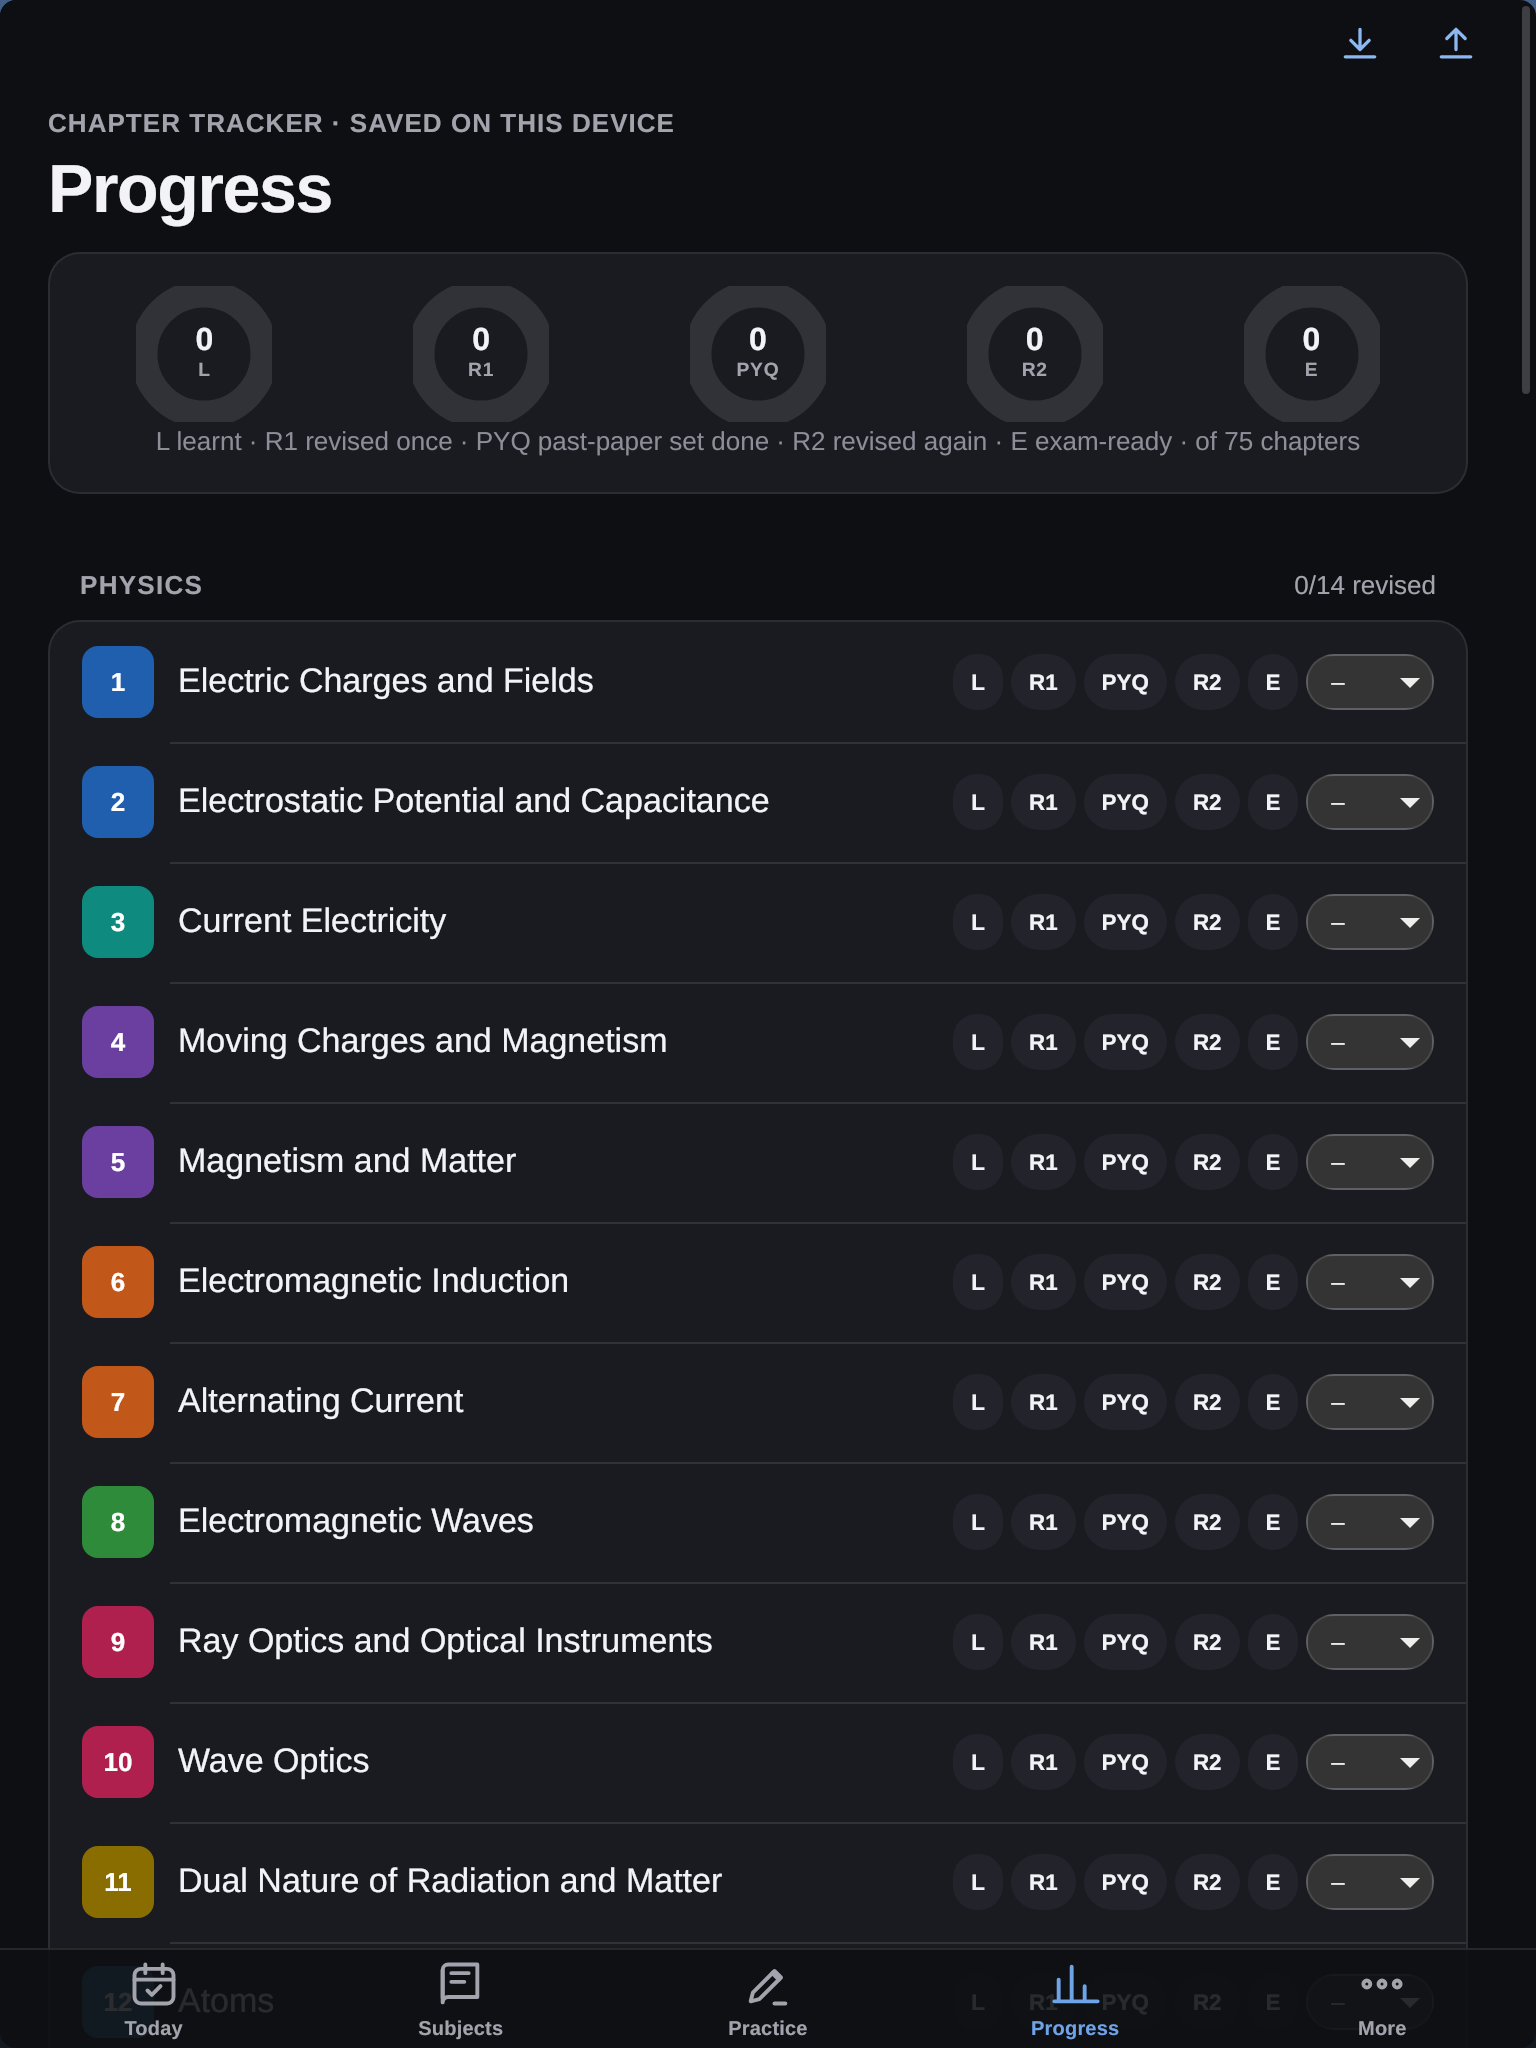 CHAPTER TRACKER · SAVED ON THIS DEVICE
Progress
0 0 0 0 0
L R1 PYQ R2 E
L learnt · R1 revised once · PYQ past-paper set done · R2 revised again · E exam-ready · of 75 chapters
PHYSICS 0/14 revised
1 Electric Charges and Fields L R1 PYQ R2 E –
2 Electrostatic Potential and Capacitance L R1 PYQ R2 E –
3 Current Electricity L R1 PYQ R2 E –
4 Moving Charges and Magnetism L R1 PYQ R2 E –
5 Magnetism and Matter L R1 PYQ R2 E –
6 Electromagnetic Induction L R1 PYQ R2 E –
7 Alternating Current L R1 PYQ R2 E –
8 Electromagnetic Waves L R1 PYQ R2 E –
9 Ray Optics and Optical Instruments L R1 PYQ R2 E –
10 Wave Optics L R1 PYQ R2 E –
11 Dual Nature of Radiation and Matter L R1 PYQ R2 E –
12 Atoms L R1 PYQ R2 E –
Today Subjects Practice Progress More